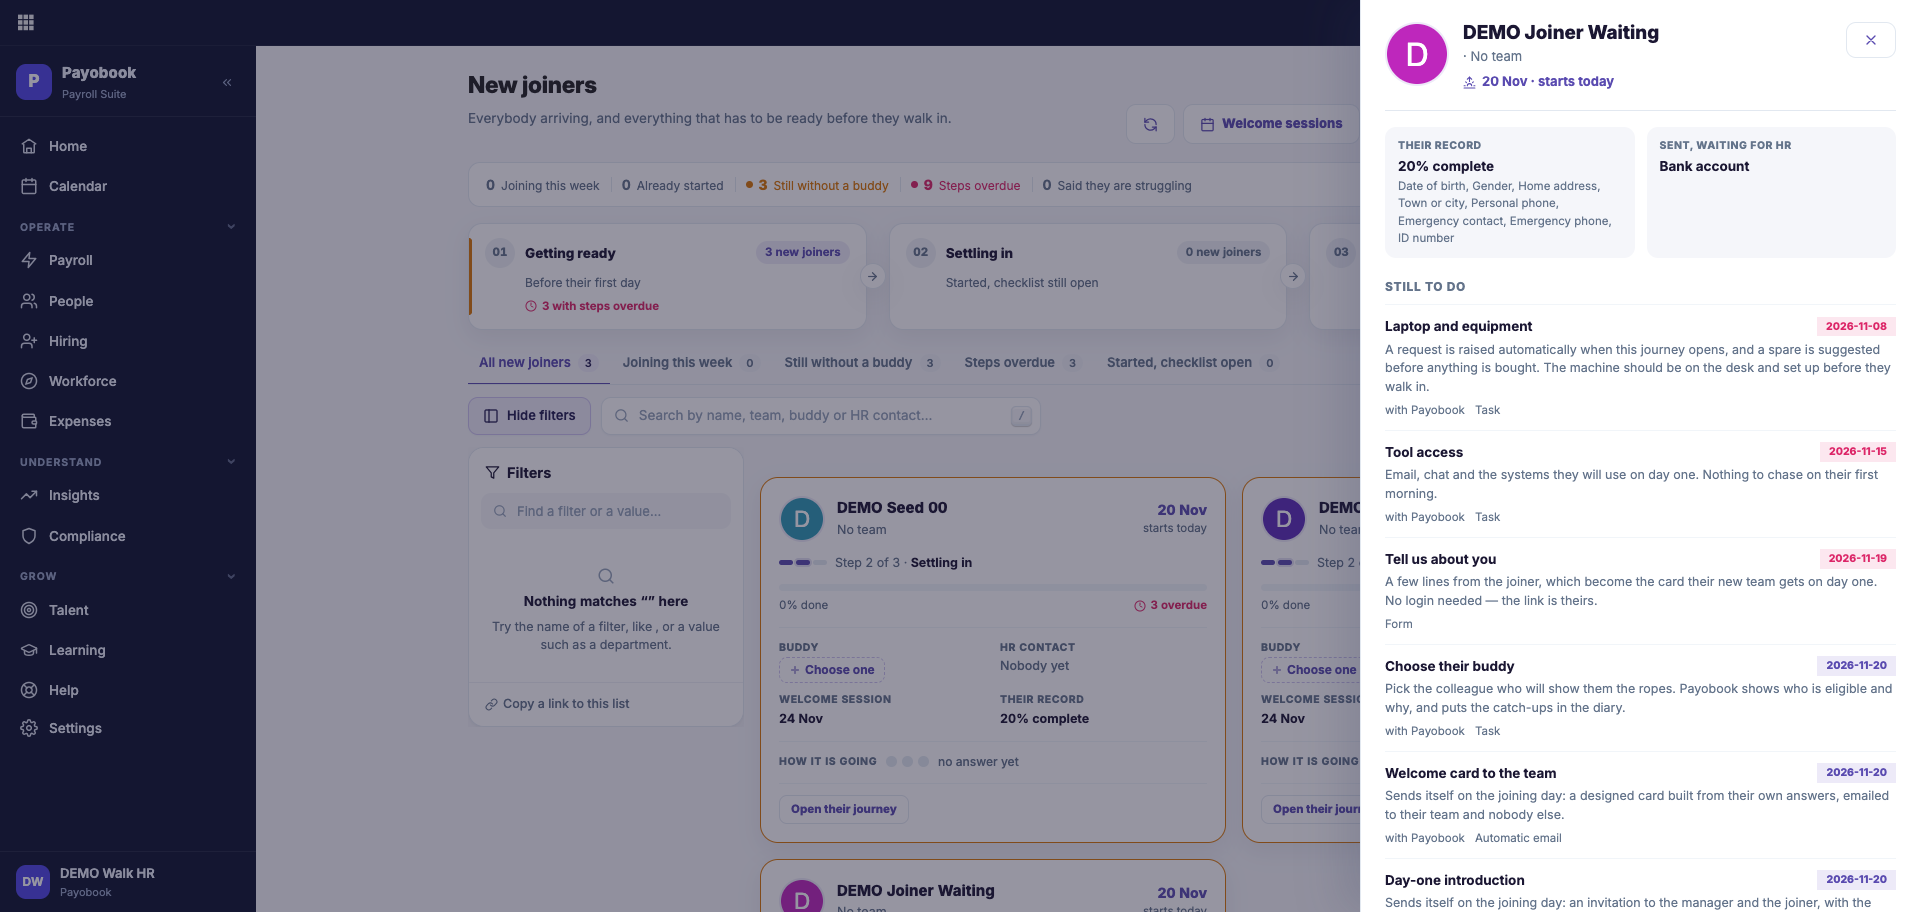 P
Payobook
Payroll Suite
«
Home
Calendar
OPERATE
Payroll
People
Hiring
Workforce
Expenses
UNDERSTAND
Insights
Compliance
GROW
Talent
Learning
Help
Settings
DW
DEMO Walk HR
Payobook
New joiners
Everybody arriving, and everything that has to be ready before they walk in.
Welcome sessions
0 Joining this week
0 Already started
3 Still without a buddy
9 Steps overdue
0 Said they are struggling
01
Getting ready
3 new joiners
Before their first day
3 with steps overdue
02
Settling in
0 new joiners
Started, checklist still open
03
All new joiners 3
Joining this week 0
Still without a buddy 3
Steps overdue 3
Started, checklist open 0
Hide filters
Search by name, team, buddy or HR contact...
/
Filters
Find a filter or a value...
Nothing matches “” here
Try the name of a filter, like , or a value
such as a department.
Copy a link to this list
D
DEMO Seed 00
No team
20 Nov
starts today
Step 2 of 3 · Settling in
0% done
3 overdue
BUDDY
+ Choose one
HR CONTACT
Nobody yet
WELCOME SESSION
24 Nov
THEIR RECORD
20% complete
HOW IT IS GOING
no answer yet
Open their journey
D
DEMO
No team
Step 2
0% done
BUDDY
+ Choose one
24 Nov
HOW IT IS GOING
D
DEMO Joiner Waiting
No team
20 Nov
starts today
D
DEMO Joiner Waiting
· No team
20 Nov · starts today
THEIR RECORD
20% complete
Date of birth, Gender, Home address,
Town or city, Personal phone,
Emergency contact, Emergency phone,
ID number
SENT, WAITING FOR HR
Bank account
STILL TO DO
Laptop and equipment
2026-11-08
A request is raised automatically when this journey opens, and a spare is suggested
before anything is bought. The machine should be on the desk and set up before they
walk in.
with Payobook Task
Tool access
2026-11-15
Email, chat and the systems they will use on day one. Nothing to chase on their first
morning.
with Payobook Task
Tell us about you
2026-11-19
A few lines from the joiner, which become the card their new team gets on day one.
No login needed — the link is theirs.
Form
Choose their buddy
2026-11-20
Pick the colleague who will show them the ropes. Payobook shows who is eligible and
why, and puts the catch-ups in the diary.
with Payobook Task
Welcome card to the team
2026-11-20
Sends itself on the joining day: a designed card built from their own answers, emailed
to their team and nobody else.
with Payobook Automatic email
Day-one introduction
2026-11-20
Sends itself on the joining day: an invitation to the manager and the joiner, with the